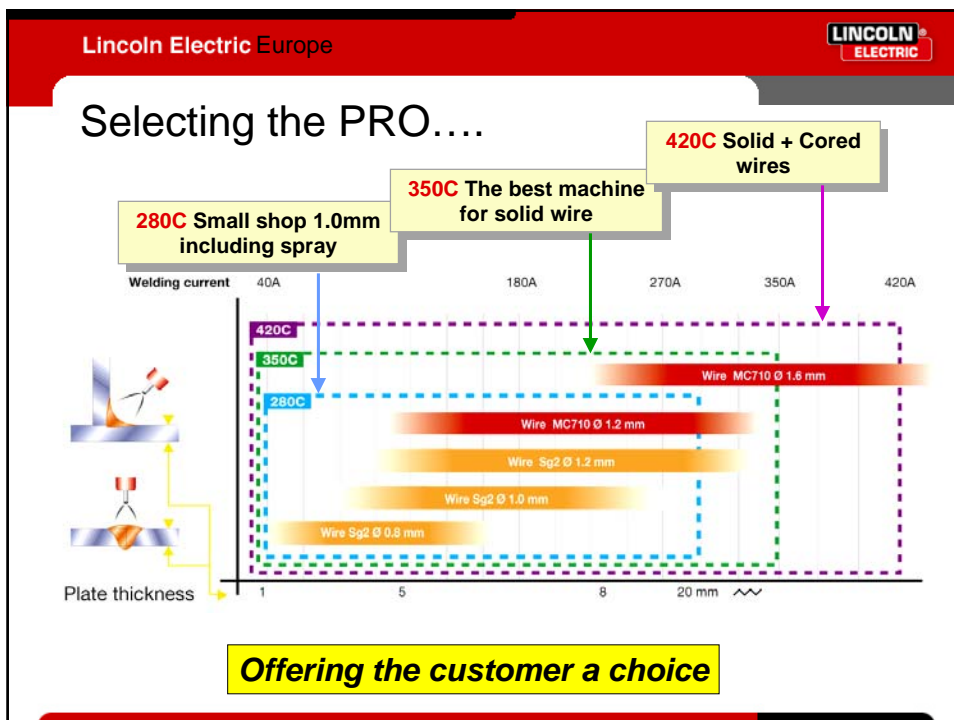 Lincoln Electric Europe
LINCOLN ®
ELECTRIC
Selecting the PRO....
420C Solid + Cored
wires
350C The best machine
for solid wire
280C Small shop 1.0mm
including spray
Welding current 40A 180A 270A 350A 420A
420C
350C
Wire MC710 Ø 1.6 mm
280C
Wire MC710 Ø 1.2 mm
Wire Sg2 Ø 1.2 mm
Wire Sg2 Ø 1.0 mm
Wire Sg2 Ø 0.8 mm
Plate thickness 1 5 8 20 mm
Offering the customer a choice